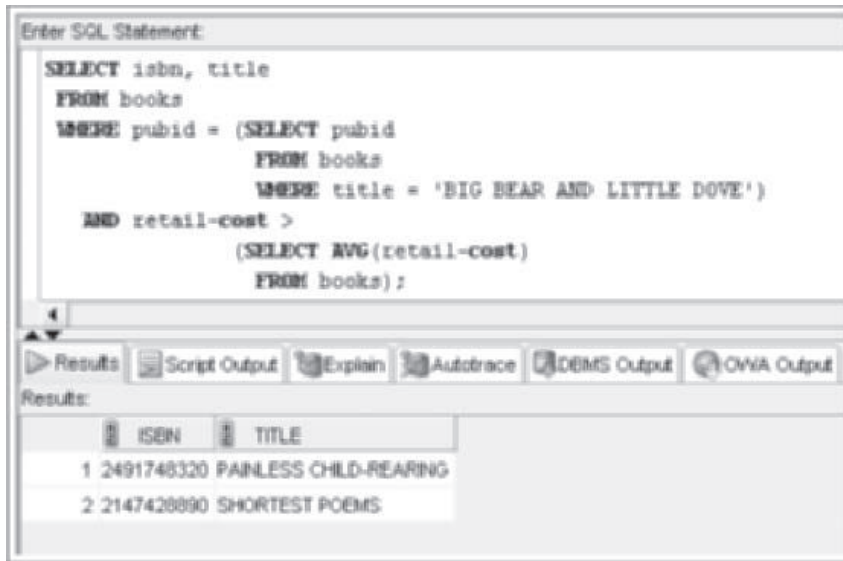 Enter SQL Statement:
SELECT isbn, title
FROM books
WHERE pubid = (SELECT pubid
FROM books
WHERE title = 'BIG BEAR AND LITTLE DOVE')
AND retail-cost >
(SELECT AVG(retail-cost)
FROM books);
Results Script Output Explain Autotrace DBMS Output OWA Output
Results:
ISBN TITLE
1 2491748320 PAINLESS CHILD-REARING
2 2147428890 SHORTEST POEMS